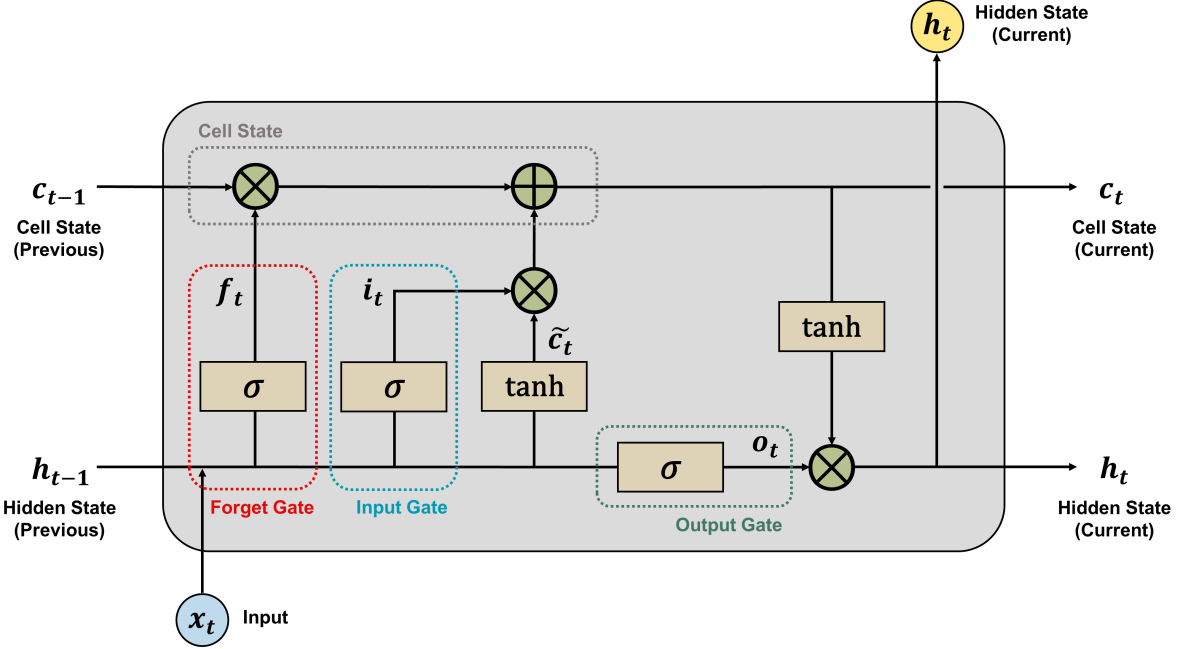 h_t
Hidden State
(Current)
Cell State
c_{t−1}
Cell State
(Previous)
c_t
Cell State
(Current)
f_t
i_t
c̃_t
tanh
σ
σ
tanh
o_t
σ
h_{t−1}
Hidden State
(Previous)
h_t
Hidden State
(Current)
Forget Gate
Input Gate
Output Gate
x_t
Input